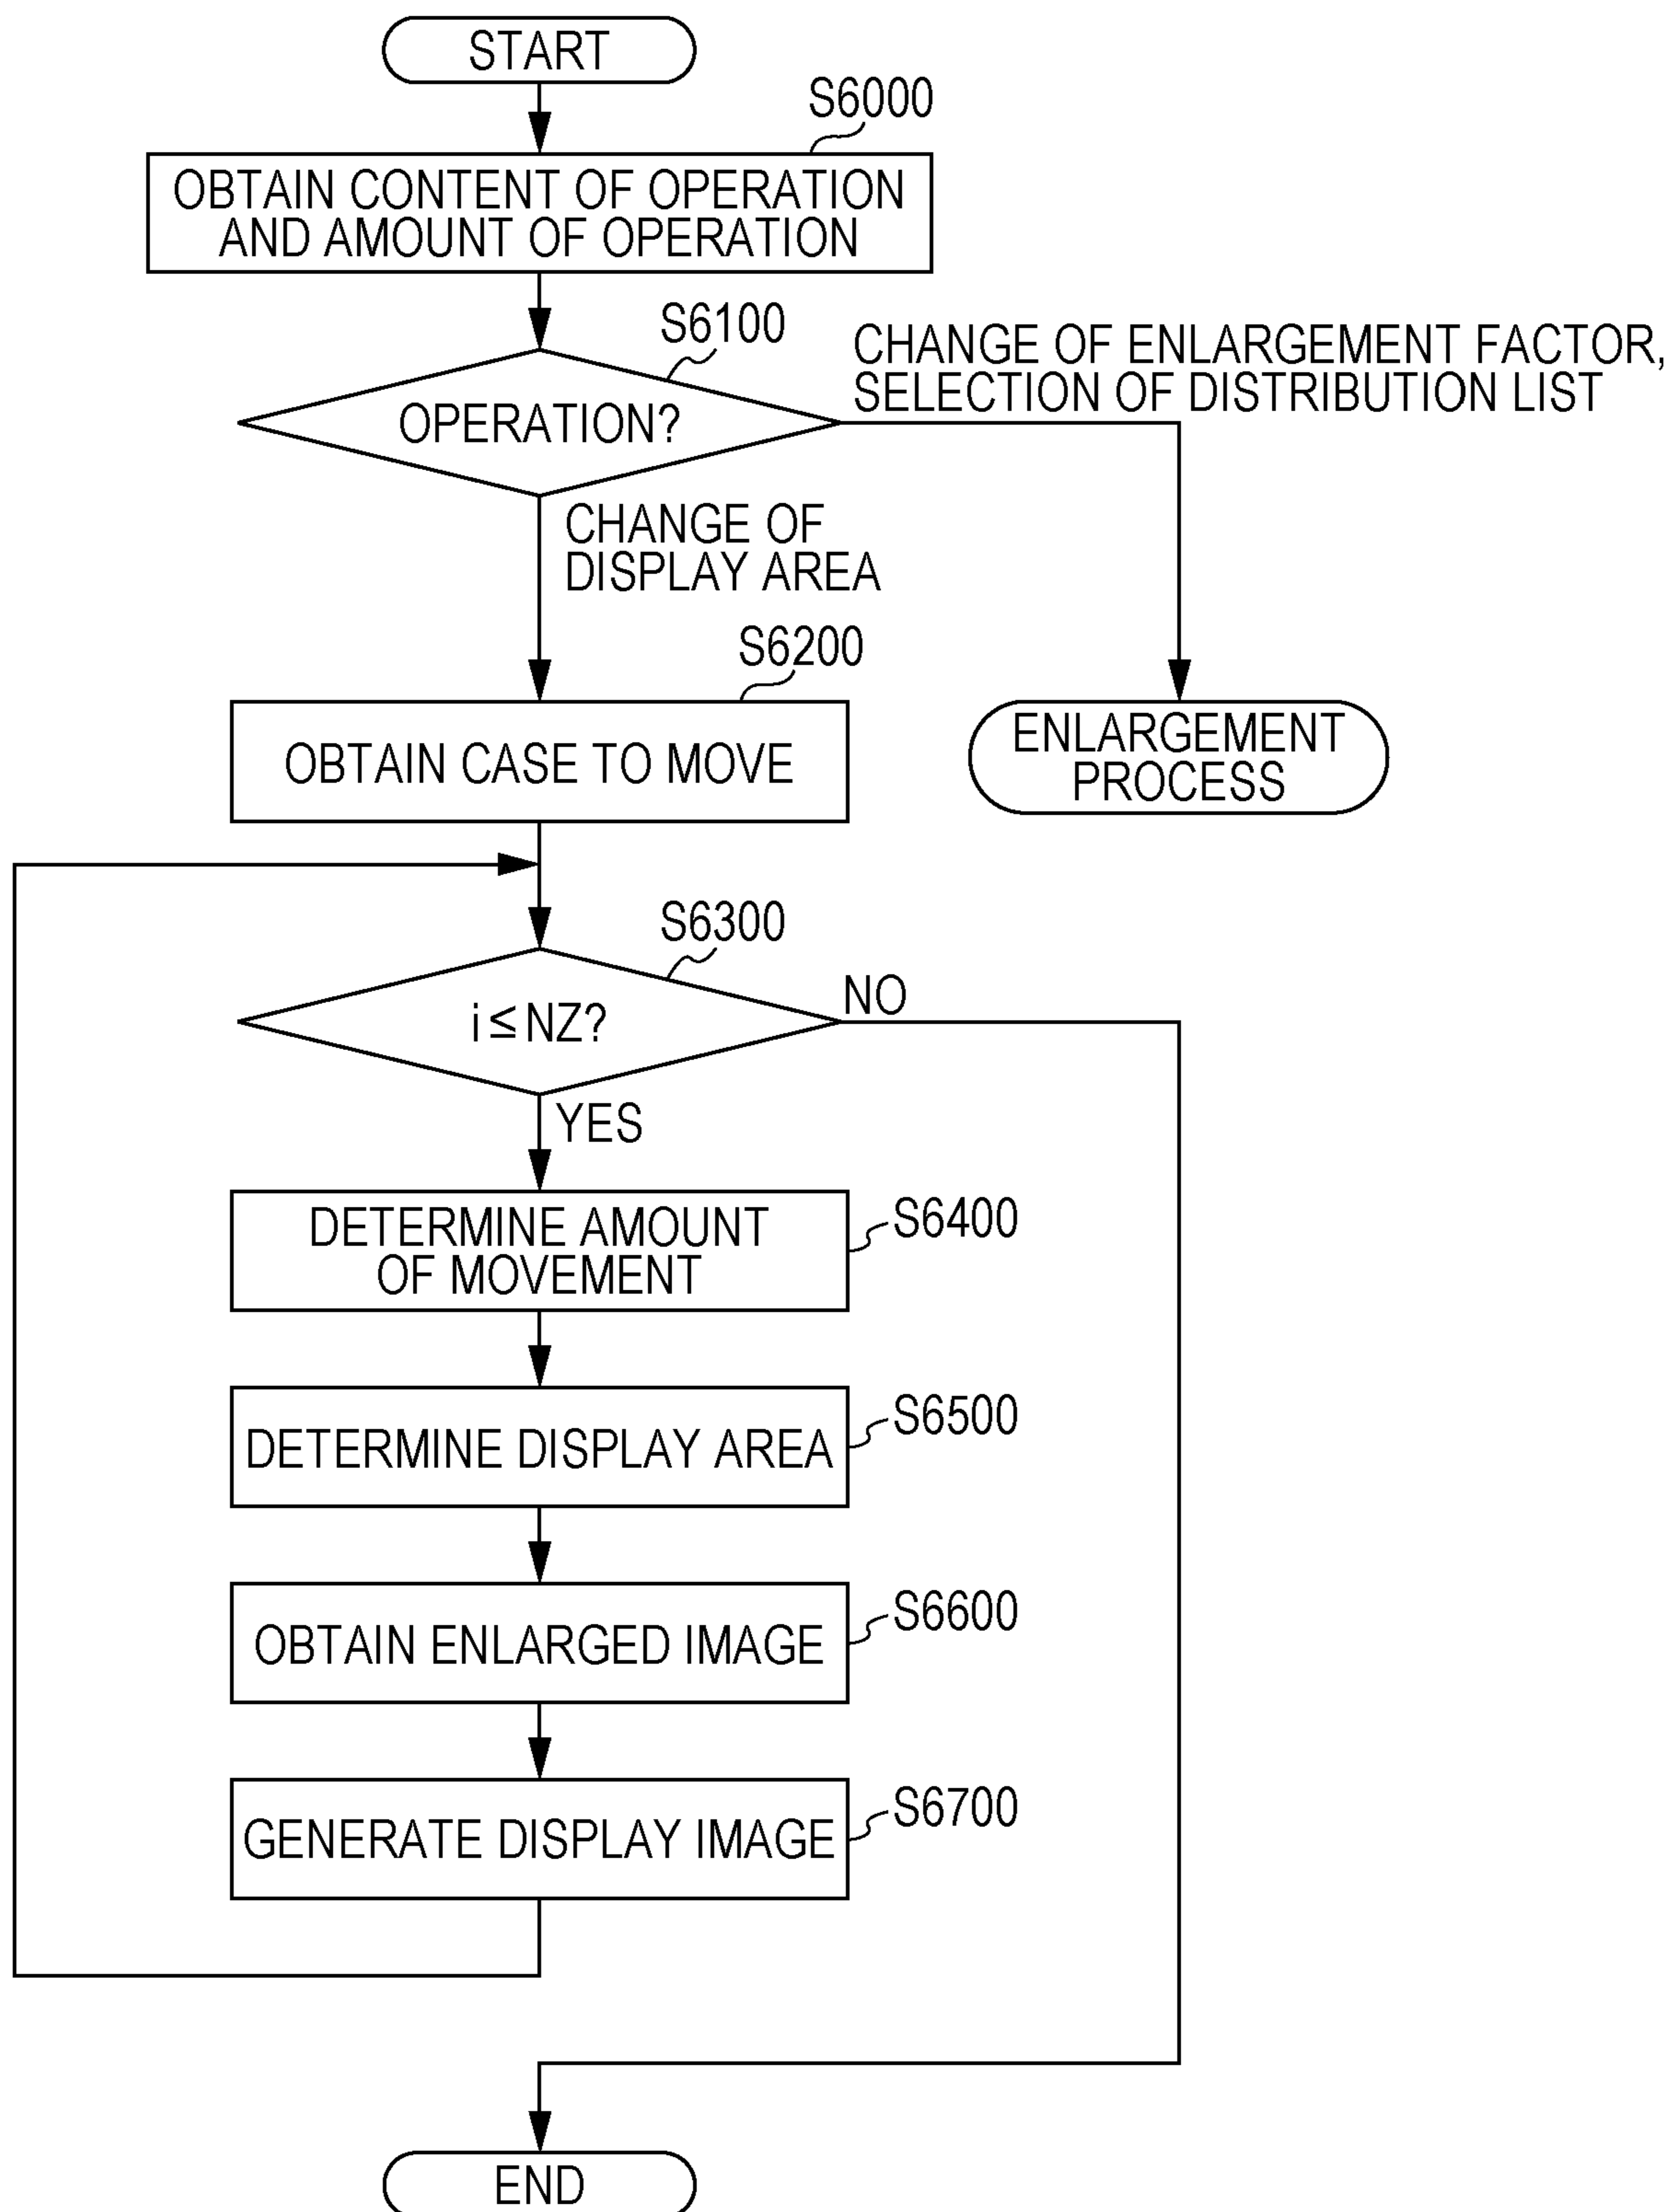 START
S6000
OBTAIN CONTENT OF OPERATION
AND AMOUNT OF OPERATION
S6100
OPERATION?
CHANGE OF ENLARGEMENT FACTOR,
SELECTION OF DISTRIBUTION LIST
CHANGE OF
DISPLAY AREA
S6200
OBTAIN CASE TO MOVE
ENLARGEMENT
PROCESS
S6300
i ≤ NZ?
NO
YES
DETERMINE AMOUNT
OF MOVEMENT
S6400
DETERMINE DISPLAY AREA
S6500
OBTAIN ENLARGED IMAGE
S6600
GENERATE DISPLAY IMAGE
S6700
END